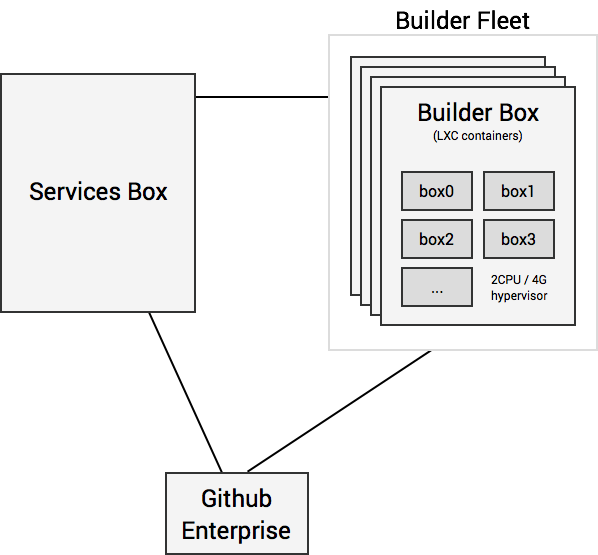 Builder Fleet
Services Box
Builder Box
(LXC containers)
box0
box1
box2
box3
...
2CPU / 4G
hypervisor
Github
Enterprise